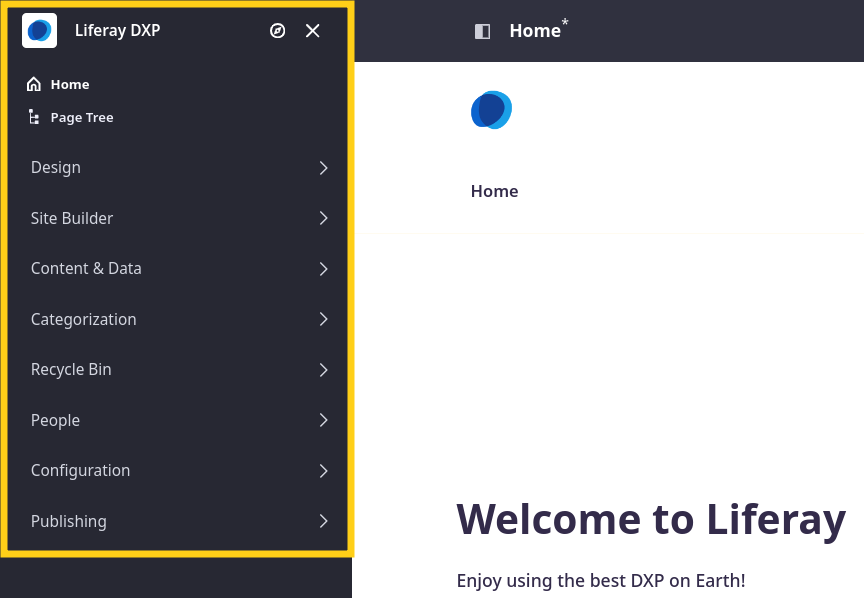 Liferay DXP
Home
Page Tree
Design
Site Builder
Content & Data
Categorization
Recycle Bin
People
Configuration
Publishing
Home*
Home
Welcome to Liferay
Enjoy using the best DXP on Earth!